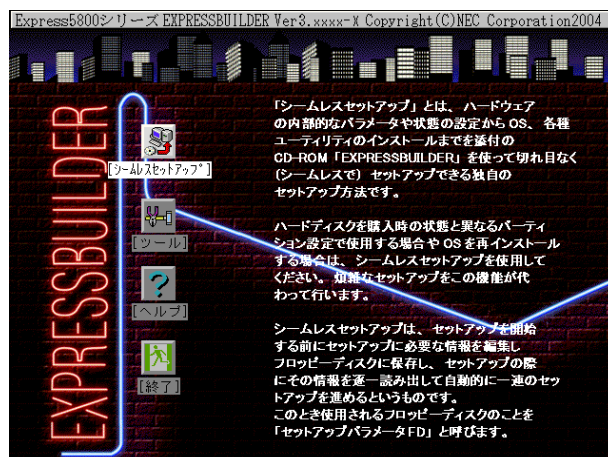 Express5800シリーズ EXPRESSBUILDER Ver3.xxxx-X Copyright(C)NEC Corporation2004
EXPRESSBUILDER
[シームレスセットアップ]
[ツール]
[ヘルプ]
[終了]
「シームレスセットアップ」とは、ハードウェア
の内部的なパラメータや状態の設定から OS、各種
ユーティリティのインストールまでを添付の
CD-ROM「EXPRESSBUILDER」を使って切れ目なく
(シームレスで) セットアップできる独自の
セットアップ方法です。
ハードディスクを購入時の状態と異なるパーティ
ション設定で使用する場合や OS を再インストール
する場合は、シームレスセットアップを使用して
ください。煩雑なセットアップをこの機能が代
わって行います。
シームレスセットアップは、セットアップを開始
する前にセットアップに必要な情報を編集し
フロッピーディスクに保存し、セットアップの際
にその情報を逐一読み出して自動的に一連のセッ
トアップを進めるというものです。
このとき使用されるフロッピーディスクのことを
「セットアップパラメータFD」と呼びます。